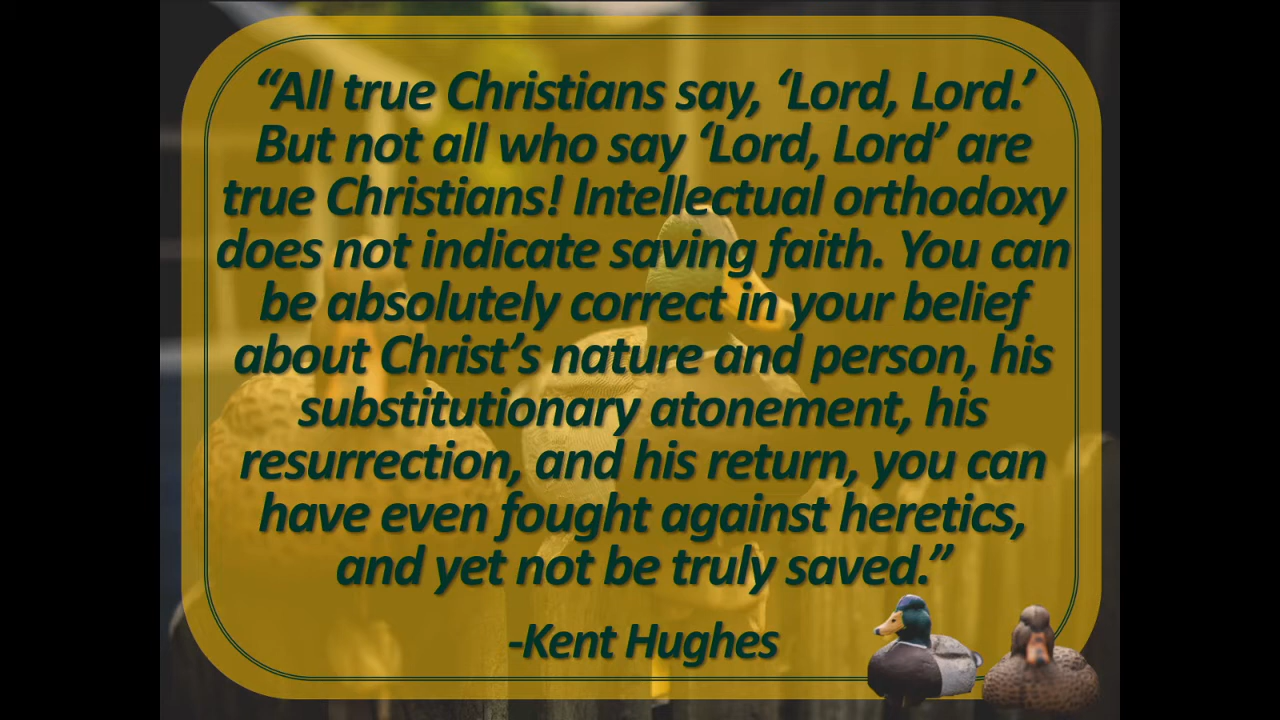 “All true Christians say, ‘Lord, Lord.’
But not all who say ‘Lord, Lord’ are
true Christians! Intellectual orthodoxy
does not indicate saving faith. You can
be absolutely correct in your belief
about Christ’s nature and person, his
substitutionary atonement, his
resurrection, and his return, you can
have even fought against heretics,
and yet not be truly saved.”
-Kent Hughes